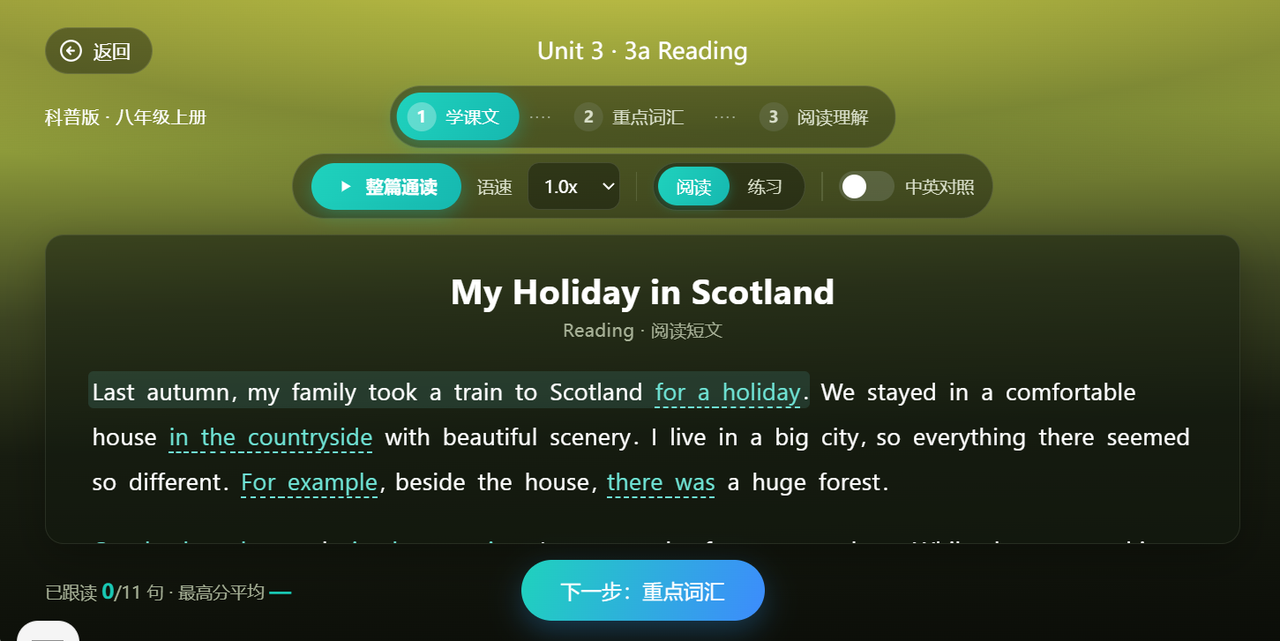 返回
Unit 3 · 3a Reading
科普版 · 八年级上册
1 学课文 ···· 2 重点词汇 ···· 3 阅读理解
整篇通读 语速 1.0x 阅读 练习 中英对照
My Holiday in Scotland
Reading · 阅读短文
Last autumn, my family took a train to Scotland for a holiday. We stayed in a comfortable
house in the countryside with beautiful scenery. I live in a big city, so everything there seemed
so different. For example, beside the house, there was a huge forest.
已跟读 0/11 句 · 最高分平均 —
下一步：重点词汇